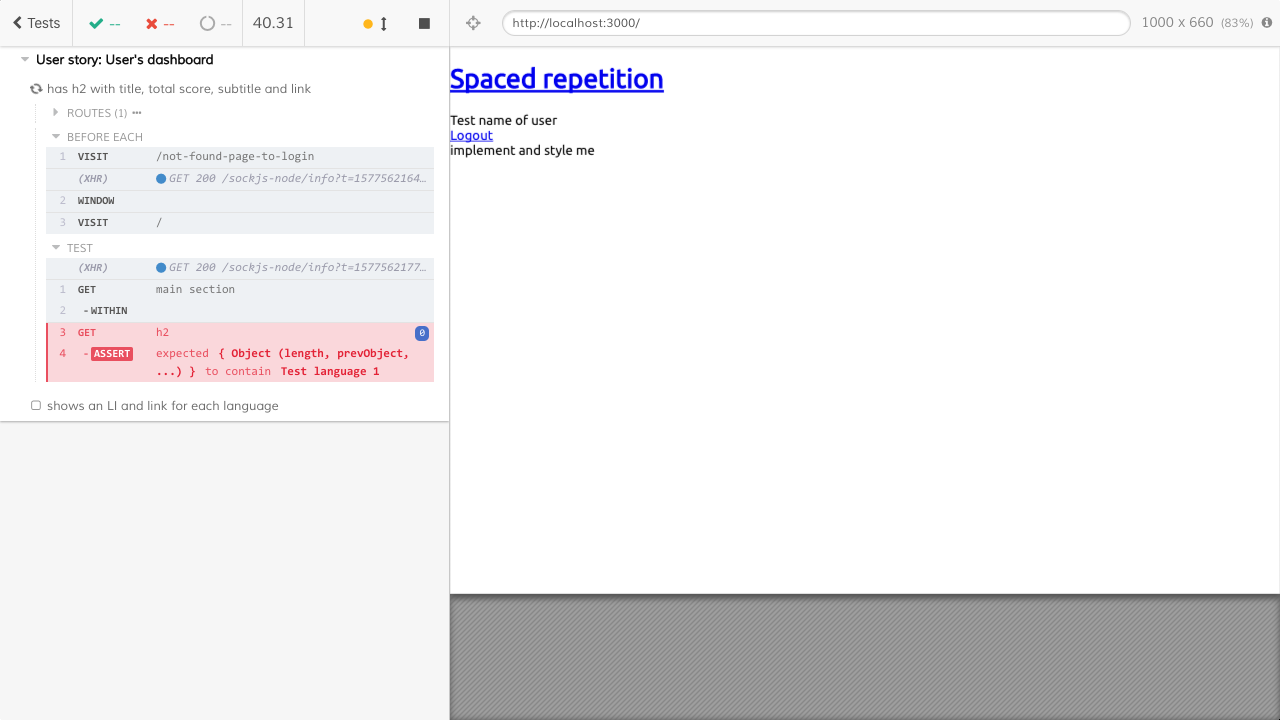 Tests -- -- -- 40.31
http://localhost:3000/ 1000 x 660 (83%)
User story: User's dashboard
has h2 with title, total score, subtitle and link
ROUTES (1)
BEFORE EACH
1 VISIT /not-found-page-to-login
(XHR) GET 200 /sockjs-node/info?t=1577562164…
2 WINDOW
3 VISIT /
TEST
(XHR) GET 200 /sockjs-node/info?t=1577562177…
1 GET main section
2 -WITHIN
3 GET h2 0
4 -ASSERT expected { Object (length, prevObject,
...) } to contain Test language 1
shows an LI and link for each language
Spaced repetition
Test name of user
Logout
implement and style me